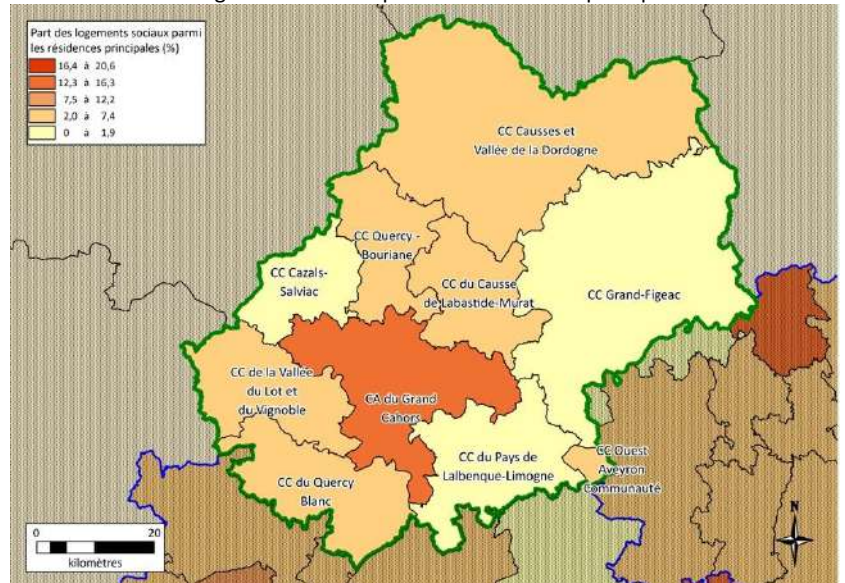 Part des logements sociaux parmi
les résidences principales (%)
16,4 à 20,6
12,3 à 16,3
7,5 à 12,2
2,0 à 7,4
0 à 1,9
CC Causses et
Vallée de la Dordogne
CC Quercy -
Bouriane
CC Cazals-
Salviac
CC du Causse
de Labastide-Murat
CC Grand-Figeac
CC de la Vallée
du Lot et
du Vignoble
CA du Grand
Cahors
CC du Pays de
Lalbenque-Limogne
CC Ouest
Aveyron
Communauté
CC du Quercy
Blanc
N
0 20
kilomètres